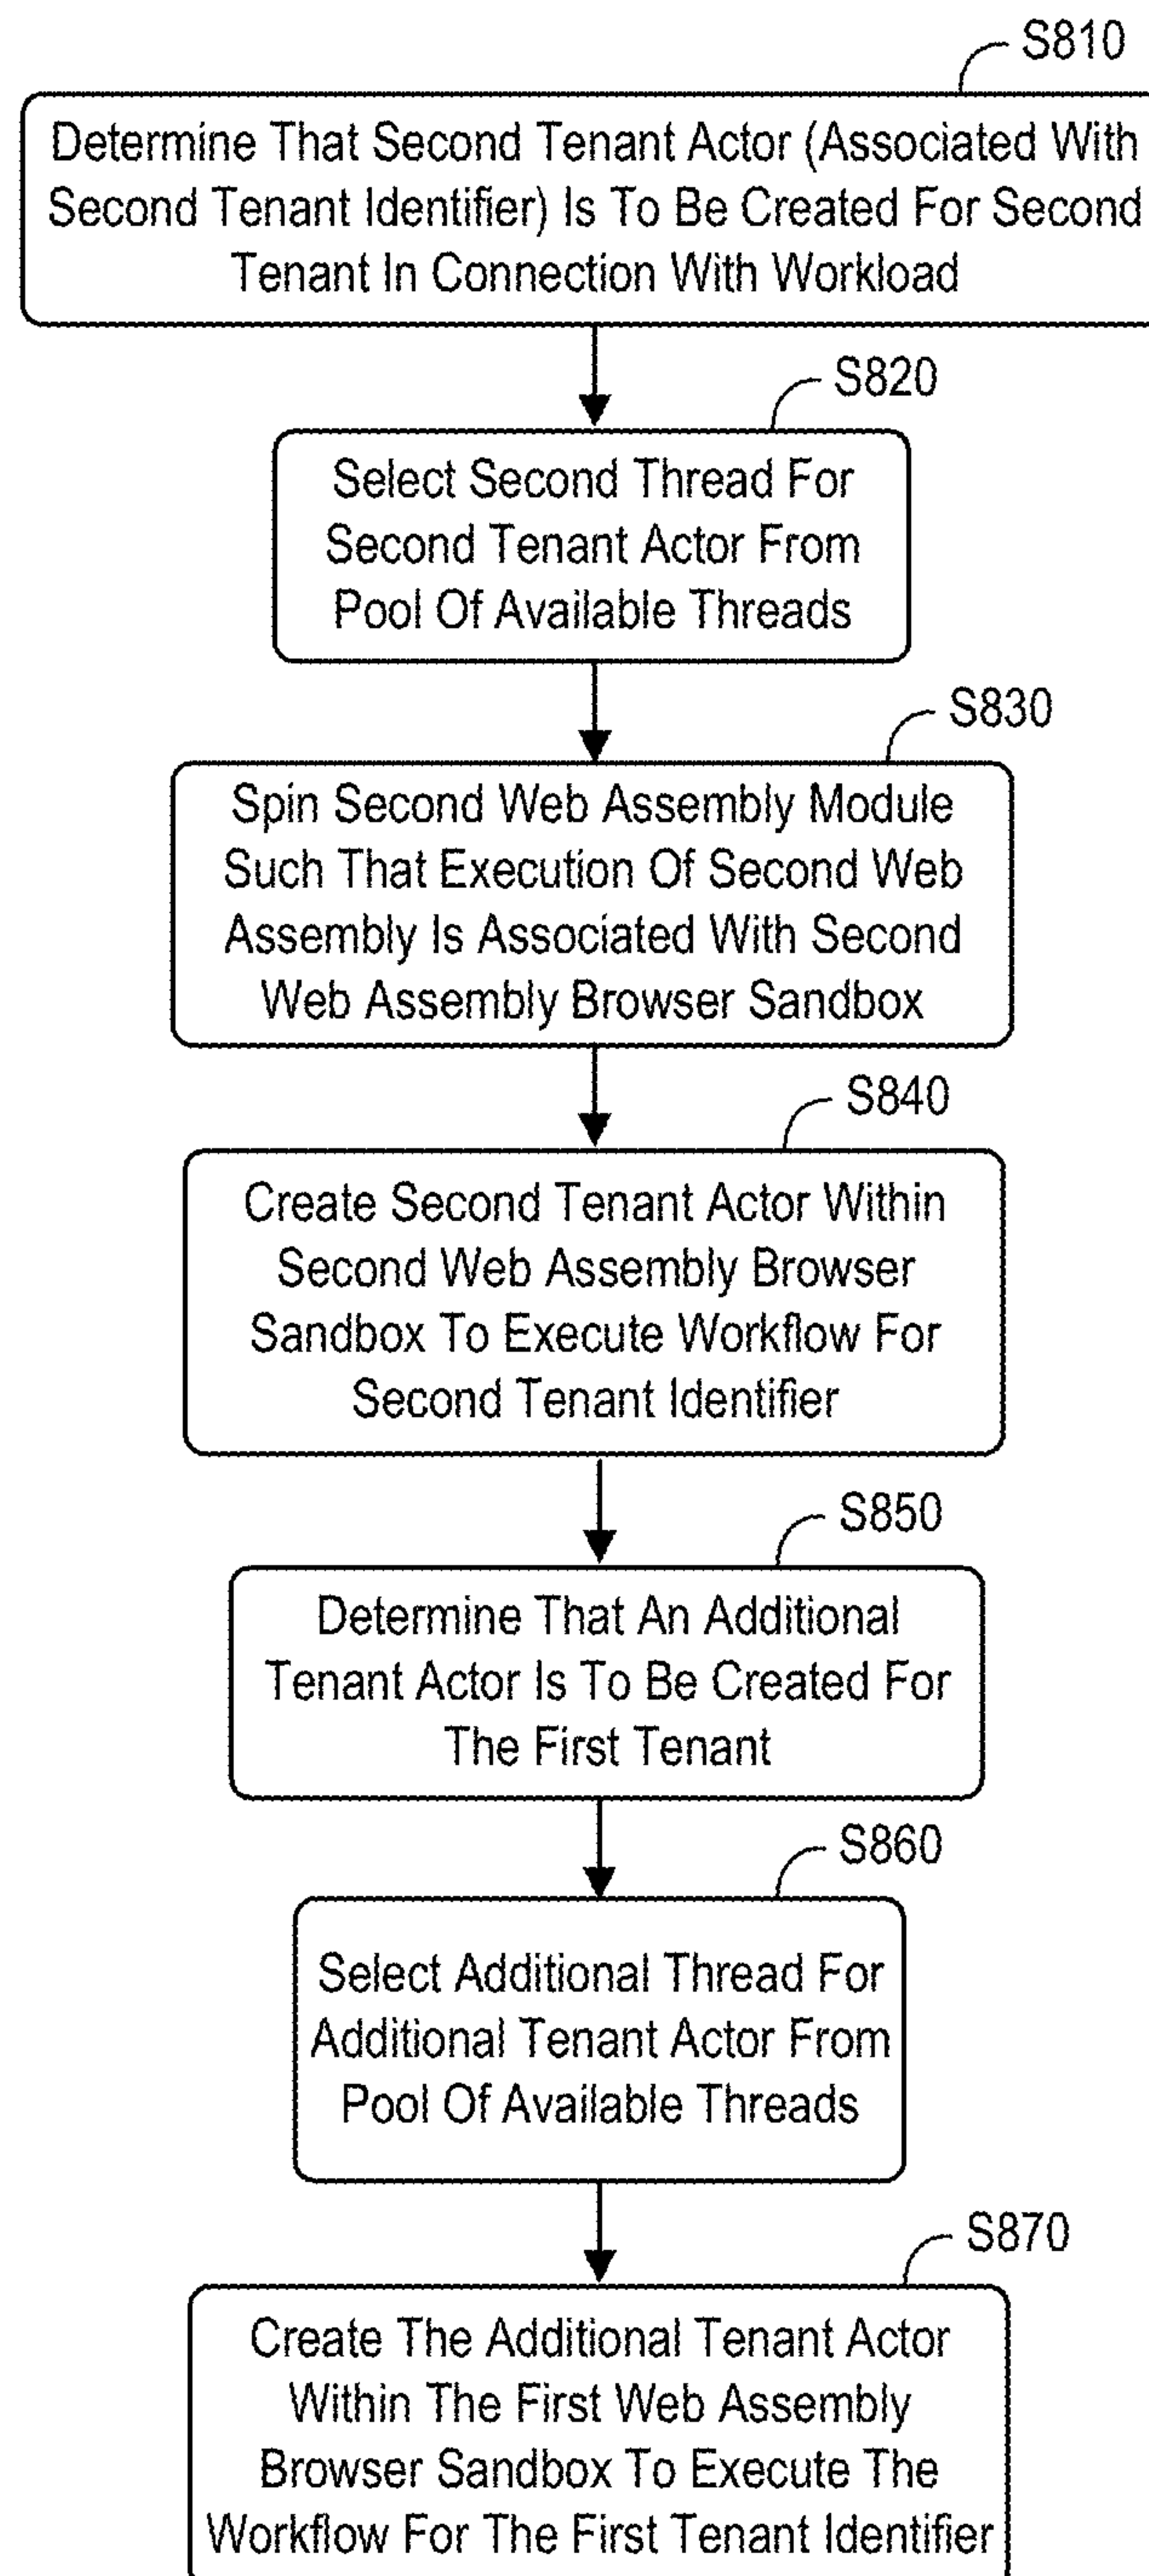 S810
Determine That Second Tenant Actor (Associated With
Second Tenant Identifier) Is To Be Created For Second
Tenant In Connection With Workload
S820
Select Second Thread For
Second Tenant Actor From
Pool Of Available Threads
S830
Spin Second Web Assembly Module
Such That Execution Of Second Web
Assembly Is Associated With Second
Web Assembly Browser Sandbox
S840
Create Second Tenant Actor Within
Second Web Assembly Browser
Sandbox To Execute Workflow For
Second Tenant Identifier
S850
Determine That An Additional
Tenant Actor Is To Be Created For
The First Tenant
S860
Select Additional Thread For
Additional Tenant Actor From
Pool Of Available Threads
S870
Create The Additional Tenant Actor
Within The First Web Assembly
Browser Sandbox To Execute The
Workflow For The First Tenant Identifier